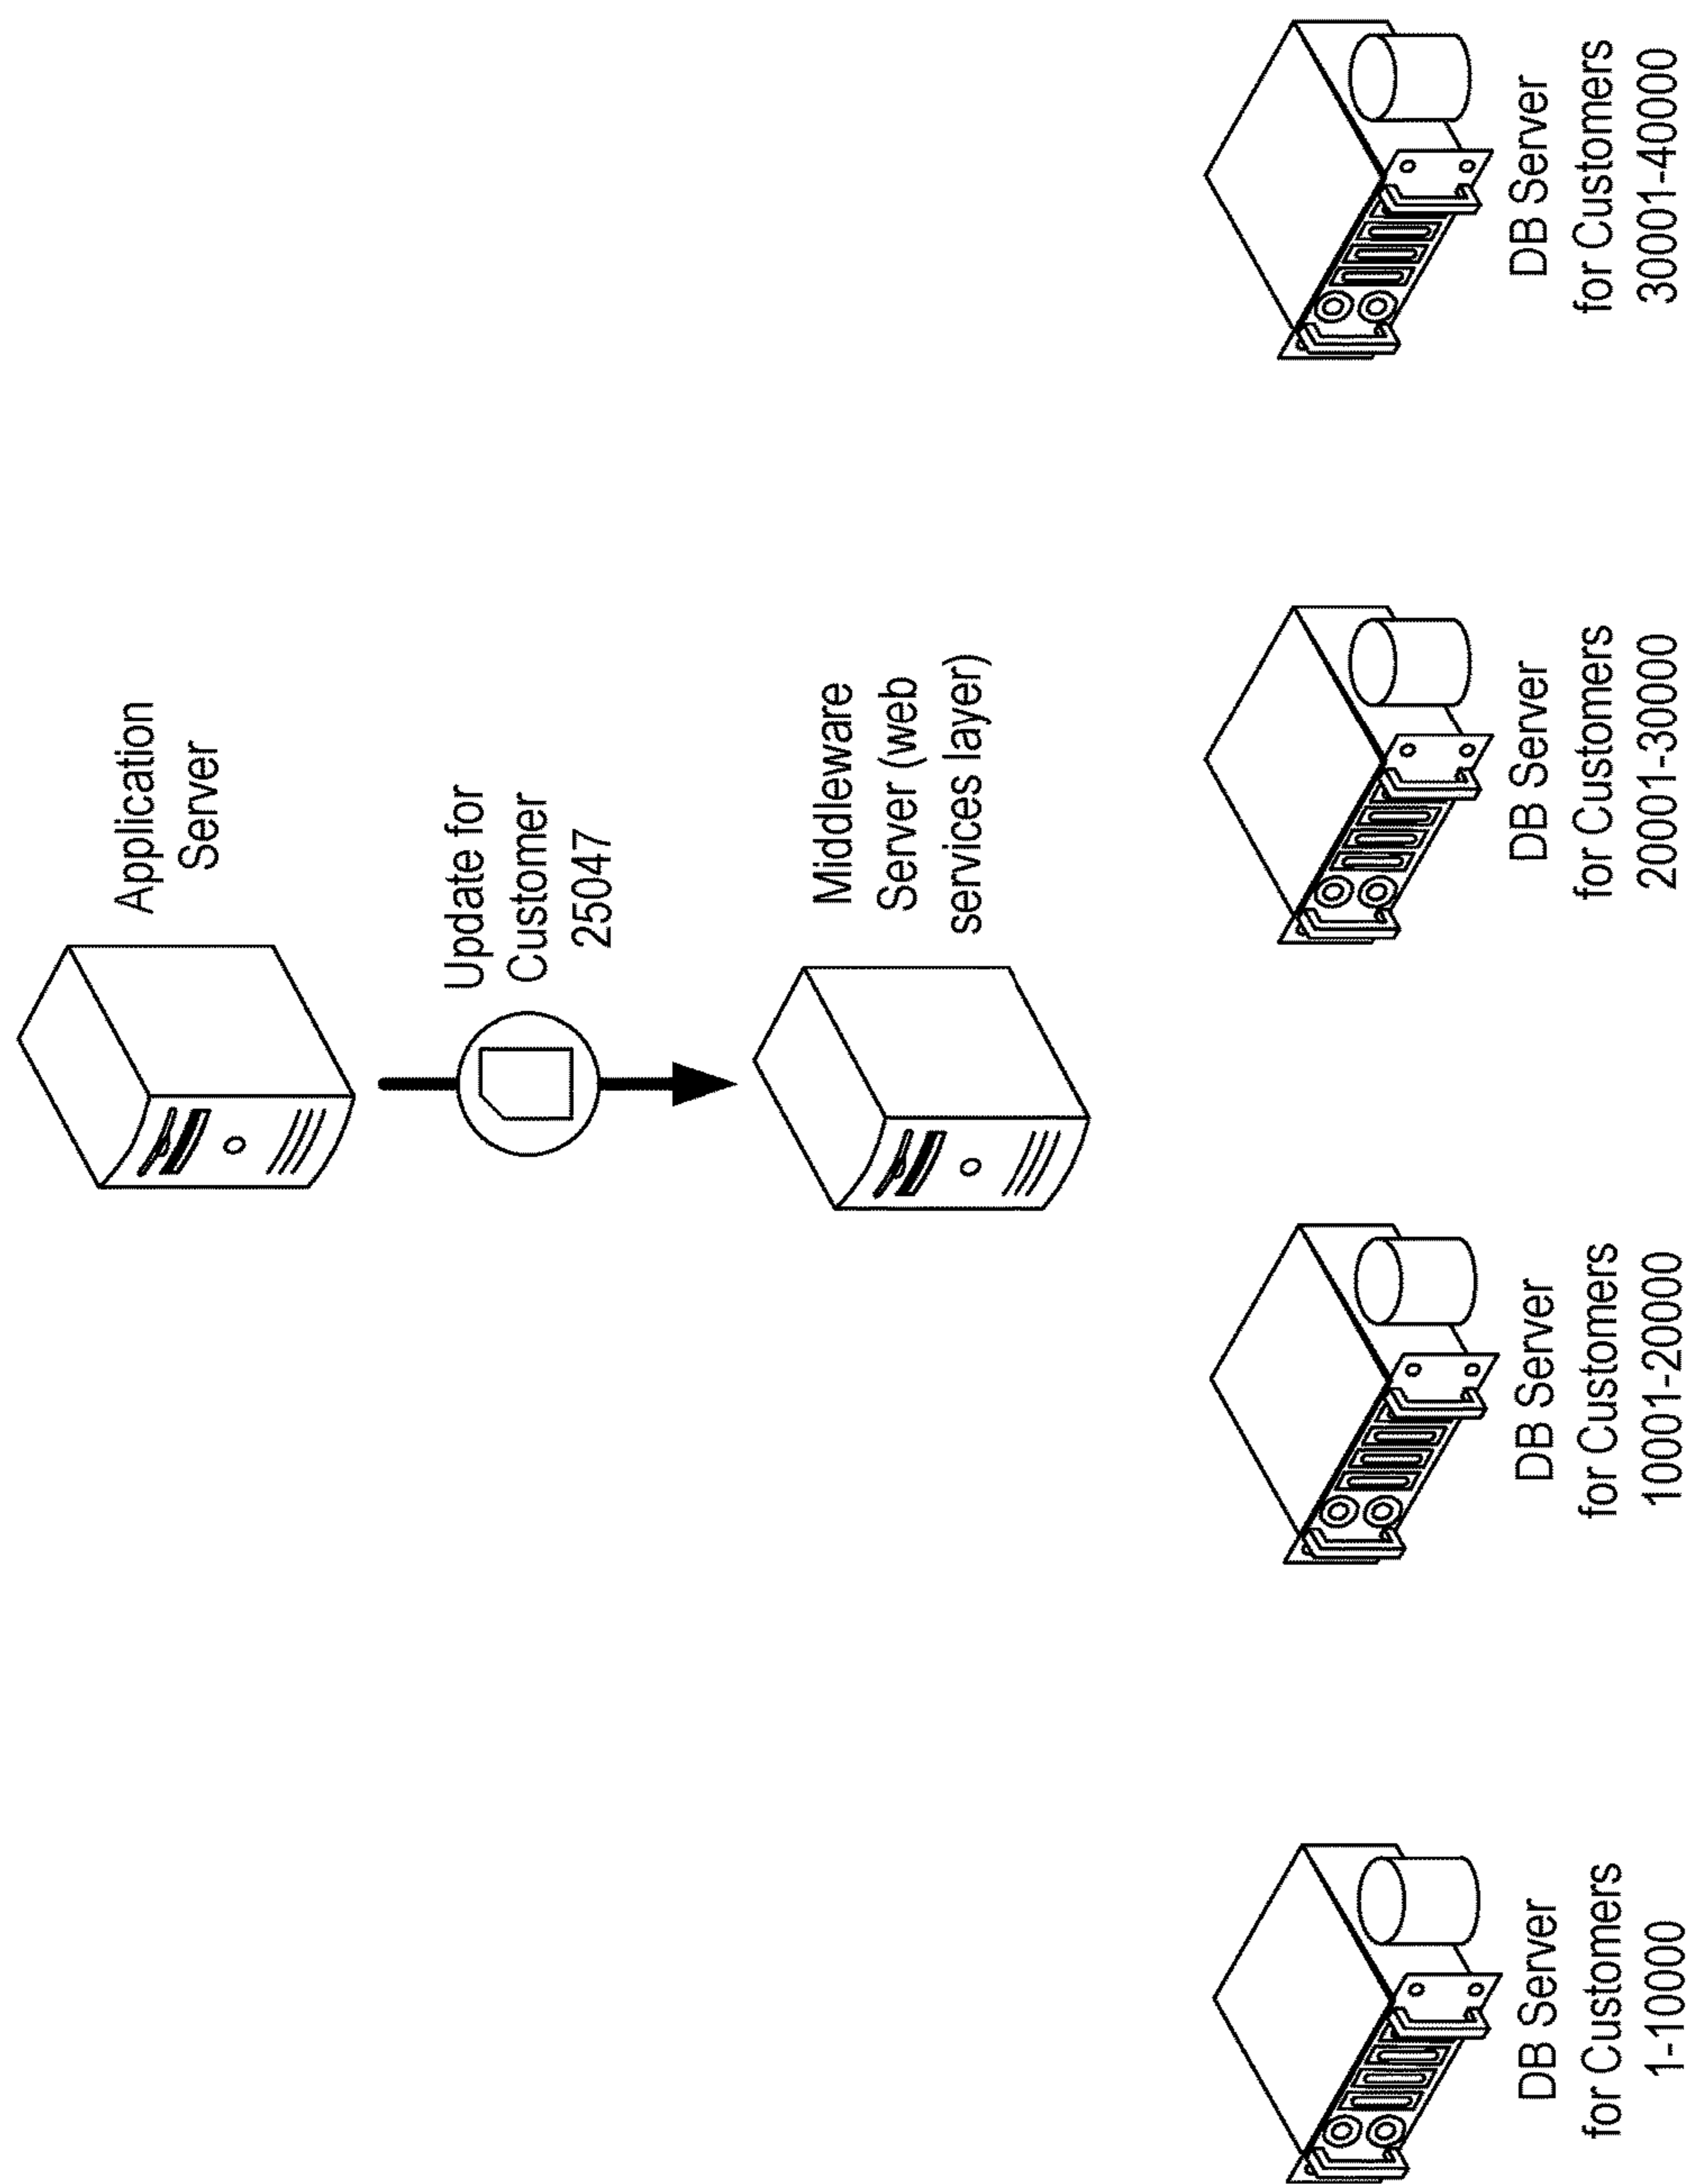 Application
Server
Update for
Customer
25047
Middleware
Server (web
services layer)
DB Server
for Customers
1-10000
DB Server
for Customers
10001-20000
DB Server
for Customers
20001-30000
DB Server
for Customers
30001-40000